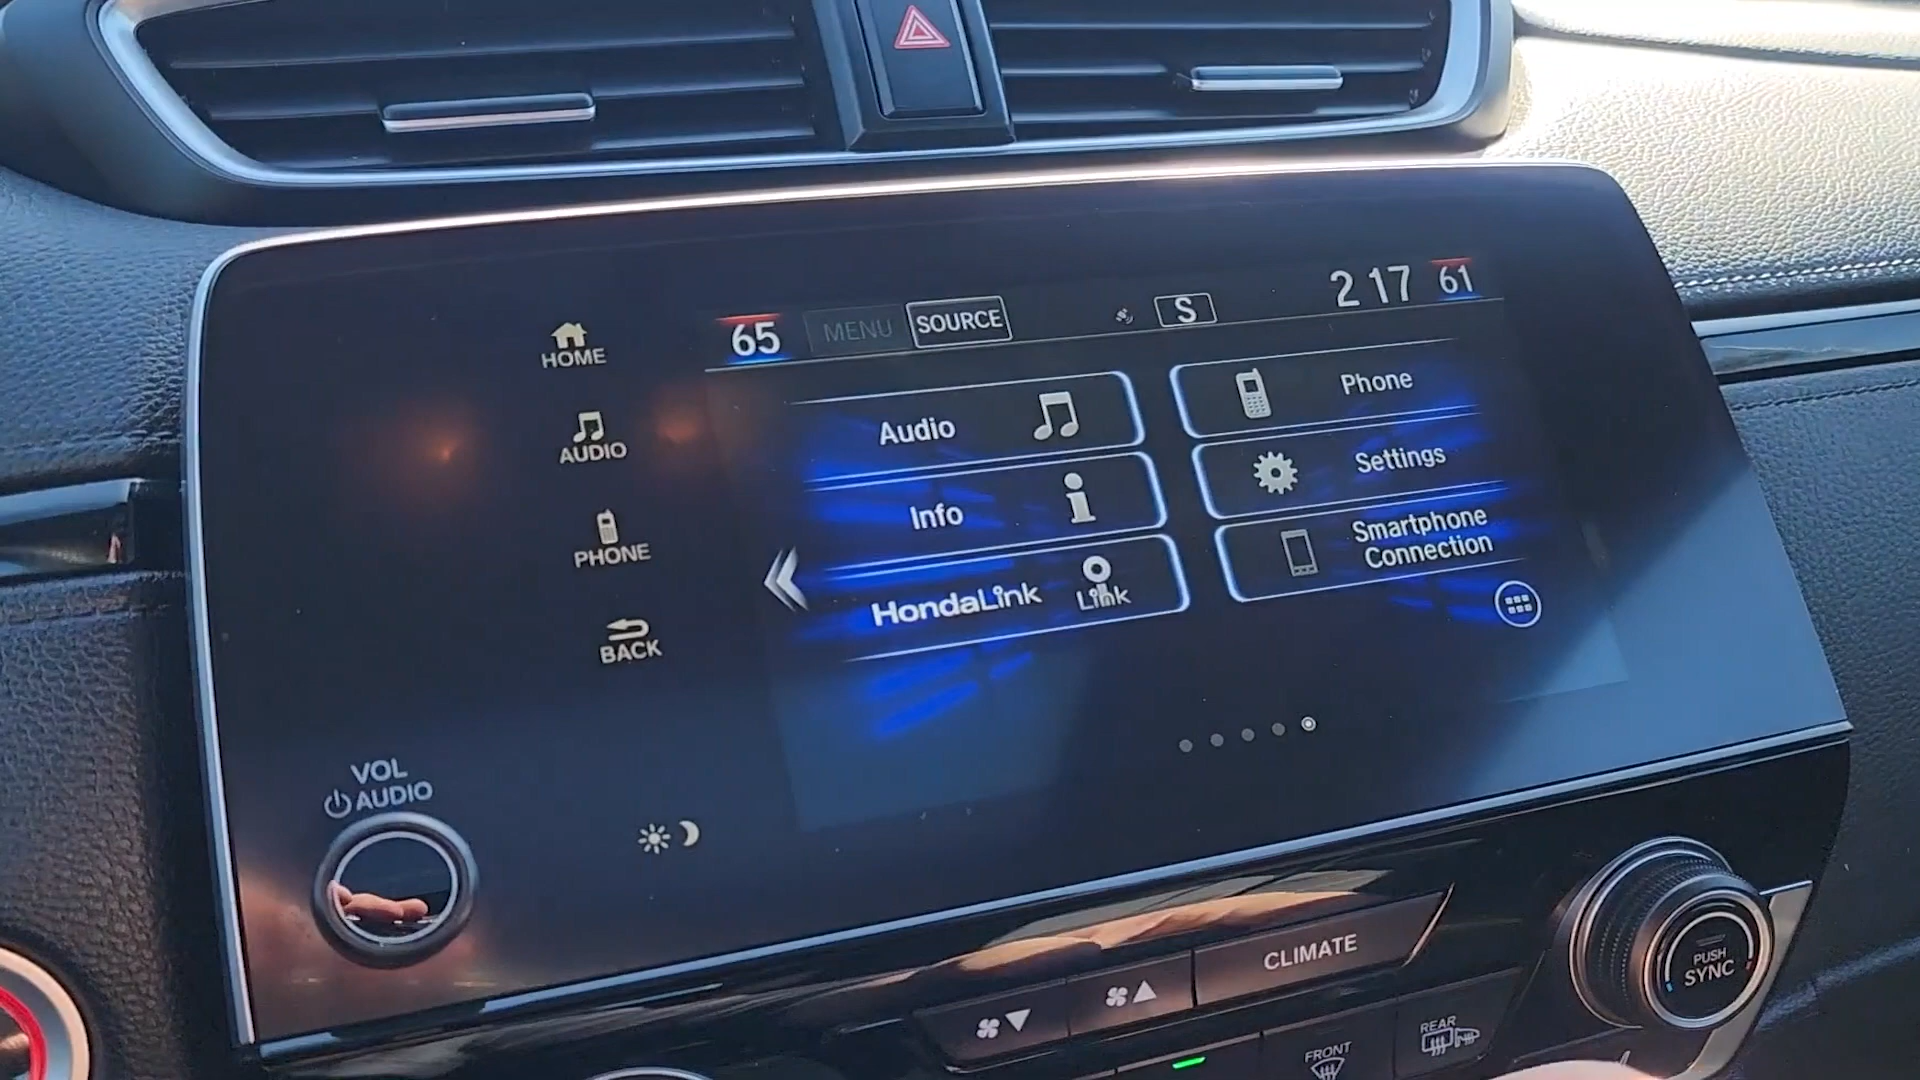 65
MENU
SOURCE
S
2 17
61
HOME
AUDIO
PHONE
BACK
Audio
Info
HondaLink
Link
Phone
Settings
Smartphone
Connection
VOL
AUDIO
CLIMATE
PUSH
SYNC
FRONT
REAR